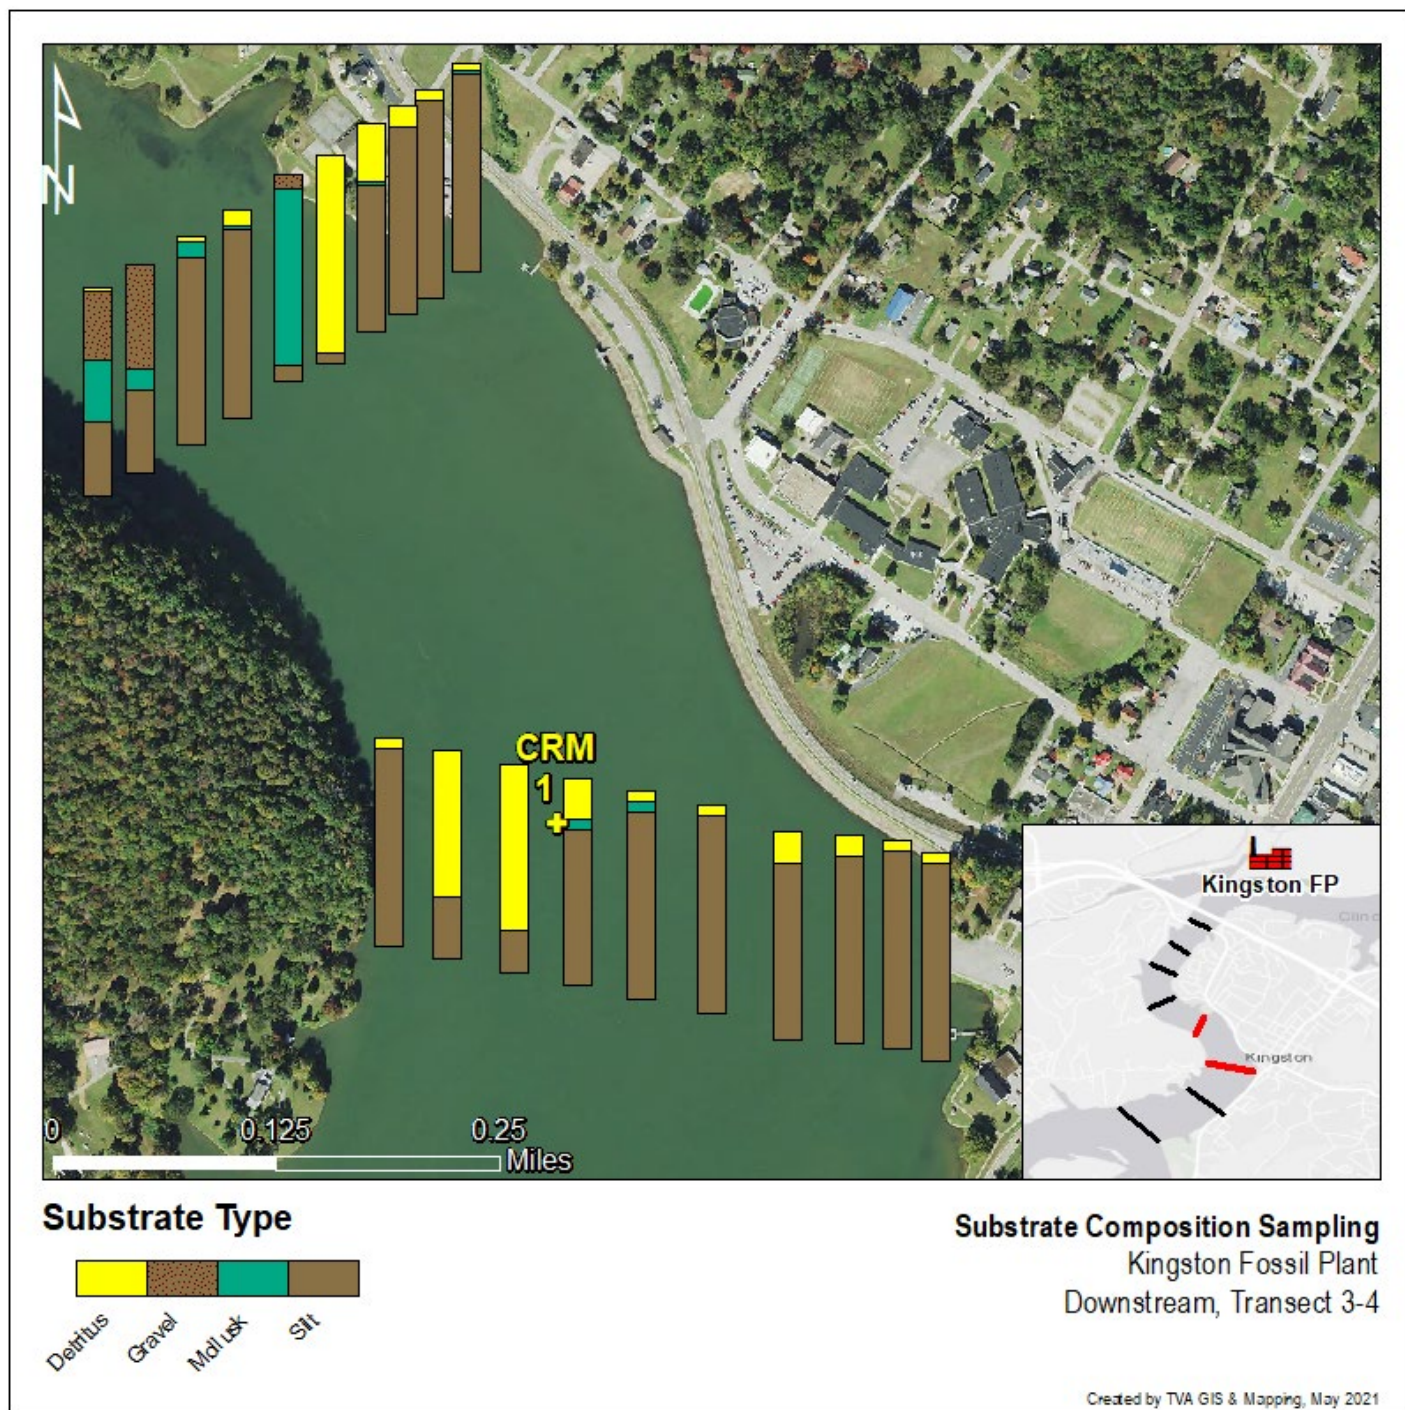 N
CRM
1
Kingston FP
Kingston
0 0.125 0.25
Miles
Substrate Type
Detritus
Gravel
Mollusk
Silt
Substrate Composition Sampling
Kingston Fossil Plant
Downstream, Transect 3-4
Created by TVA GIS & Mapping, May 2021